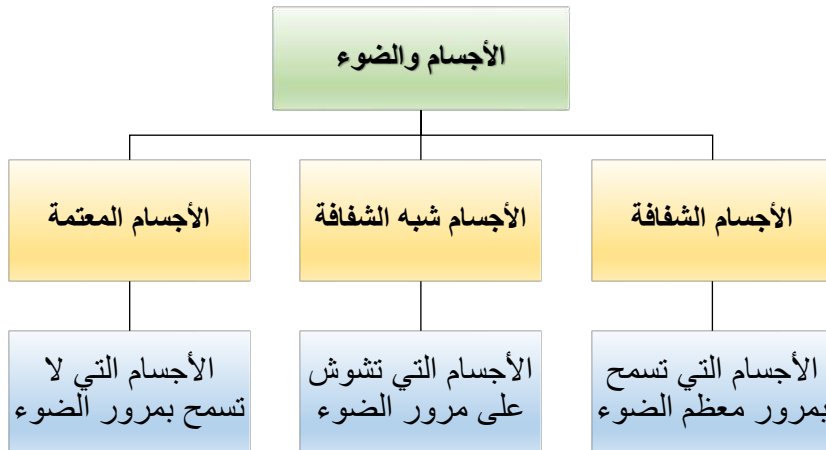 الأجسام والضوء
الأجسام الشفافة
الأجسام شبه الشفافة
الأجسام المعتمة
الأجسام التي تسمح
بمرور معظم الضوء
الأجسام التي تشوش
على مرور الضوء
الأجسام التي لا
تسمح بمرور الضوء